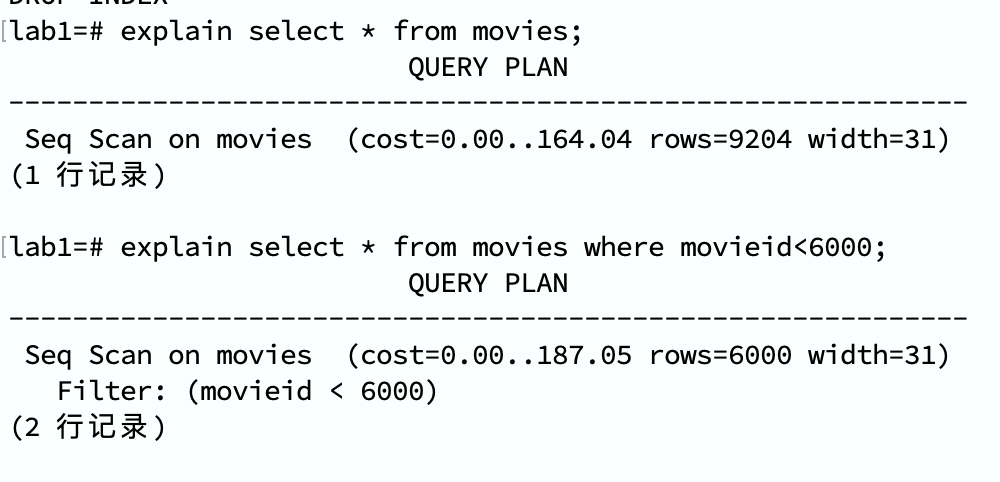 DROP INDEX
[lab1=# explain select * from movies;
QUERY PLAN
------------------------------------------------------------
Seq Scan on movies  (cost=0.00..164.04 rows=9204 width=31)
(1 行记录)
[lab1=# explain select * from movies where movieid<6000;
QUERY PLAN
------------------------------------------------------------
Seq Scan on movies  (cost=0.00..187.05 rows=6000 width=31)
Filter: (movieid < 6000)
(2 行记录)